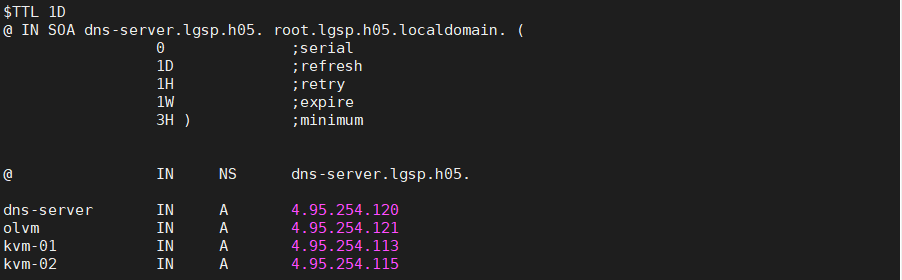 $TTL 1D
@ IN SOA dns-server.lgsp.h05. root.lgsp.h05.localdomain. (
                 0              ;serial
                 1D             ;refresh
                 1H             ;retry
                 1W             ;expire
                 3H )           ;minimum
@                IN     NS      dns-server.lgsp.h05.
dns-server       IN     A       4.95.254.120
olvm             IN     A       4.95.254.121
kvm-01           IN     A       4.95.254.113
kvm-02           IN     A       4.95.254.115